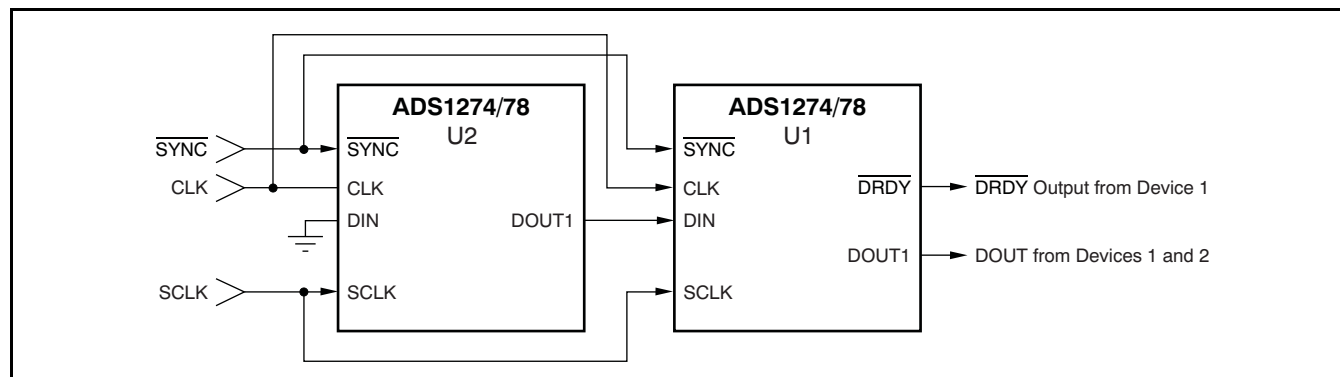 ADS1274/78
U2
SYNC
SYNC
CLK
CLK
DIN
DOUT1
SCLK
SCLK
ADS1274/78
U1
SYNC
CLK
DRDY
DRDY Output from Device 1
DIN
DOUT1
DOUT from Devices 1 and 2
SCLK